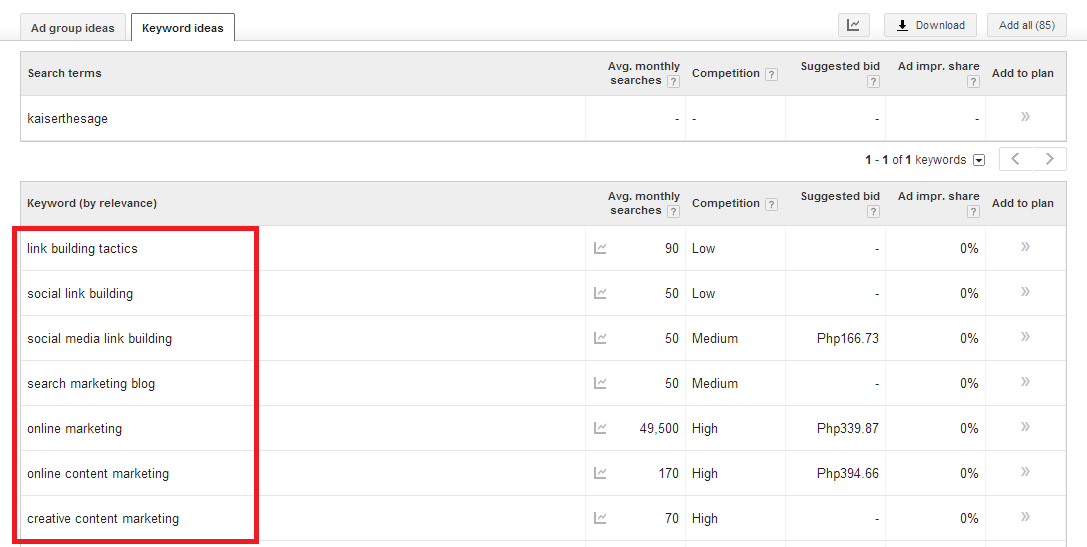 Ad group ideas Keyword ideas Download Add all (85)
Search terms Avg. monthly searches ? Competition ? Suggested bid ? Ad impr. share ? Add to plan
kaiserthesage - - - - »
1 - 1 of 1 keywords
Keyword (by relevance) Avg. monthly searches ? Competition ? Suggested bid ? Ad impr. share ? Add to plan
link building tactics 90 Low - 0% »
social link building 50 Low - 0% »
social media link building 50 Medium Php166.73 0% »
search marketing blog 50 Medium - 0% »
online marketing 49,500 High Php339.87 0% »
online content marketing 170 High Php394.66 0% »
creative content marketing 70 High - 0% »